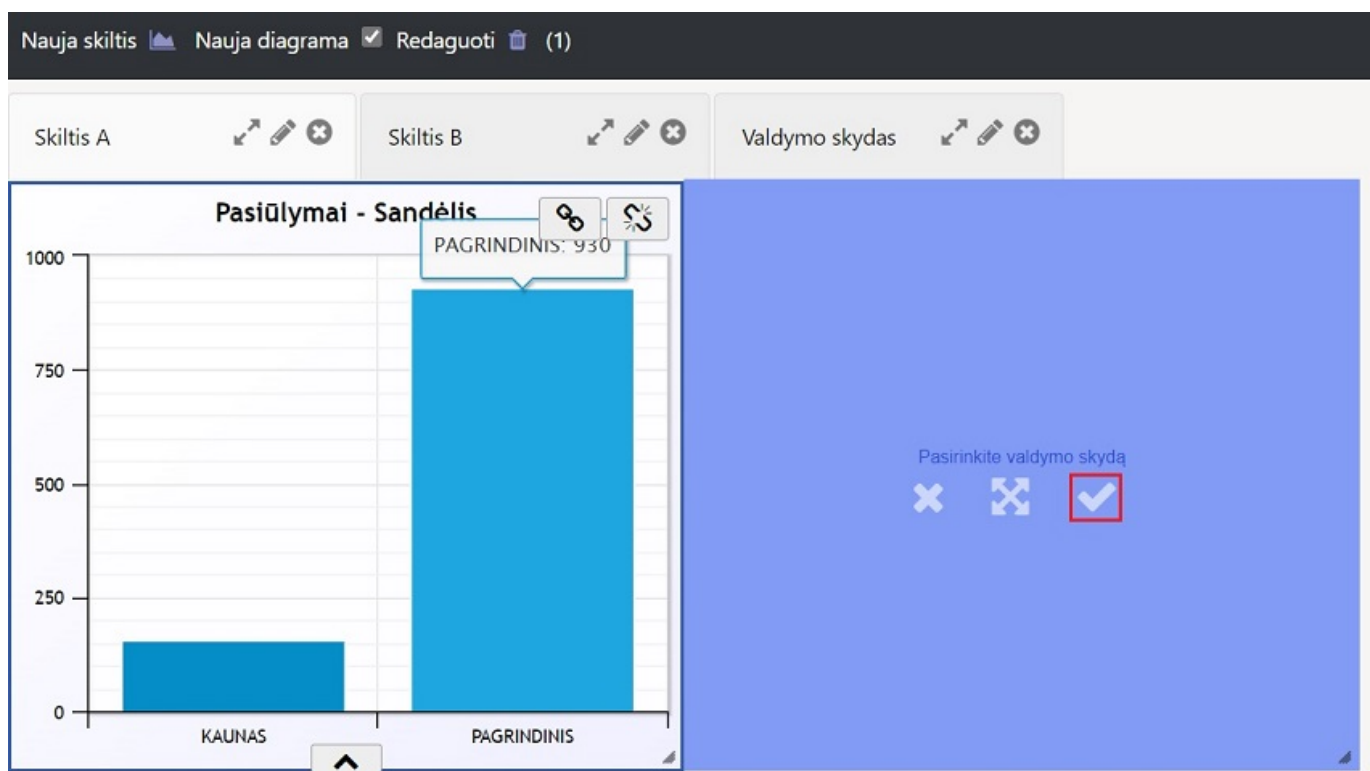 Nauja skiltis Nauja diagrama Redaguoti (1)
Skiltis A Skiltis B Valdymo skydas
Pasiūlymai - Sandėlis
PAGRINDINIS: 930
1000
750
Pasirinkite valdymo skydą
500
250
0
KAUNAS PAGRINDINIS